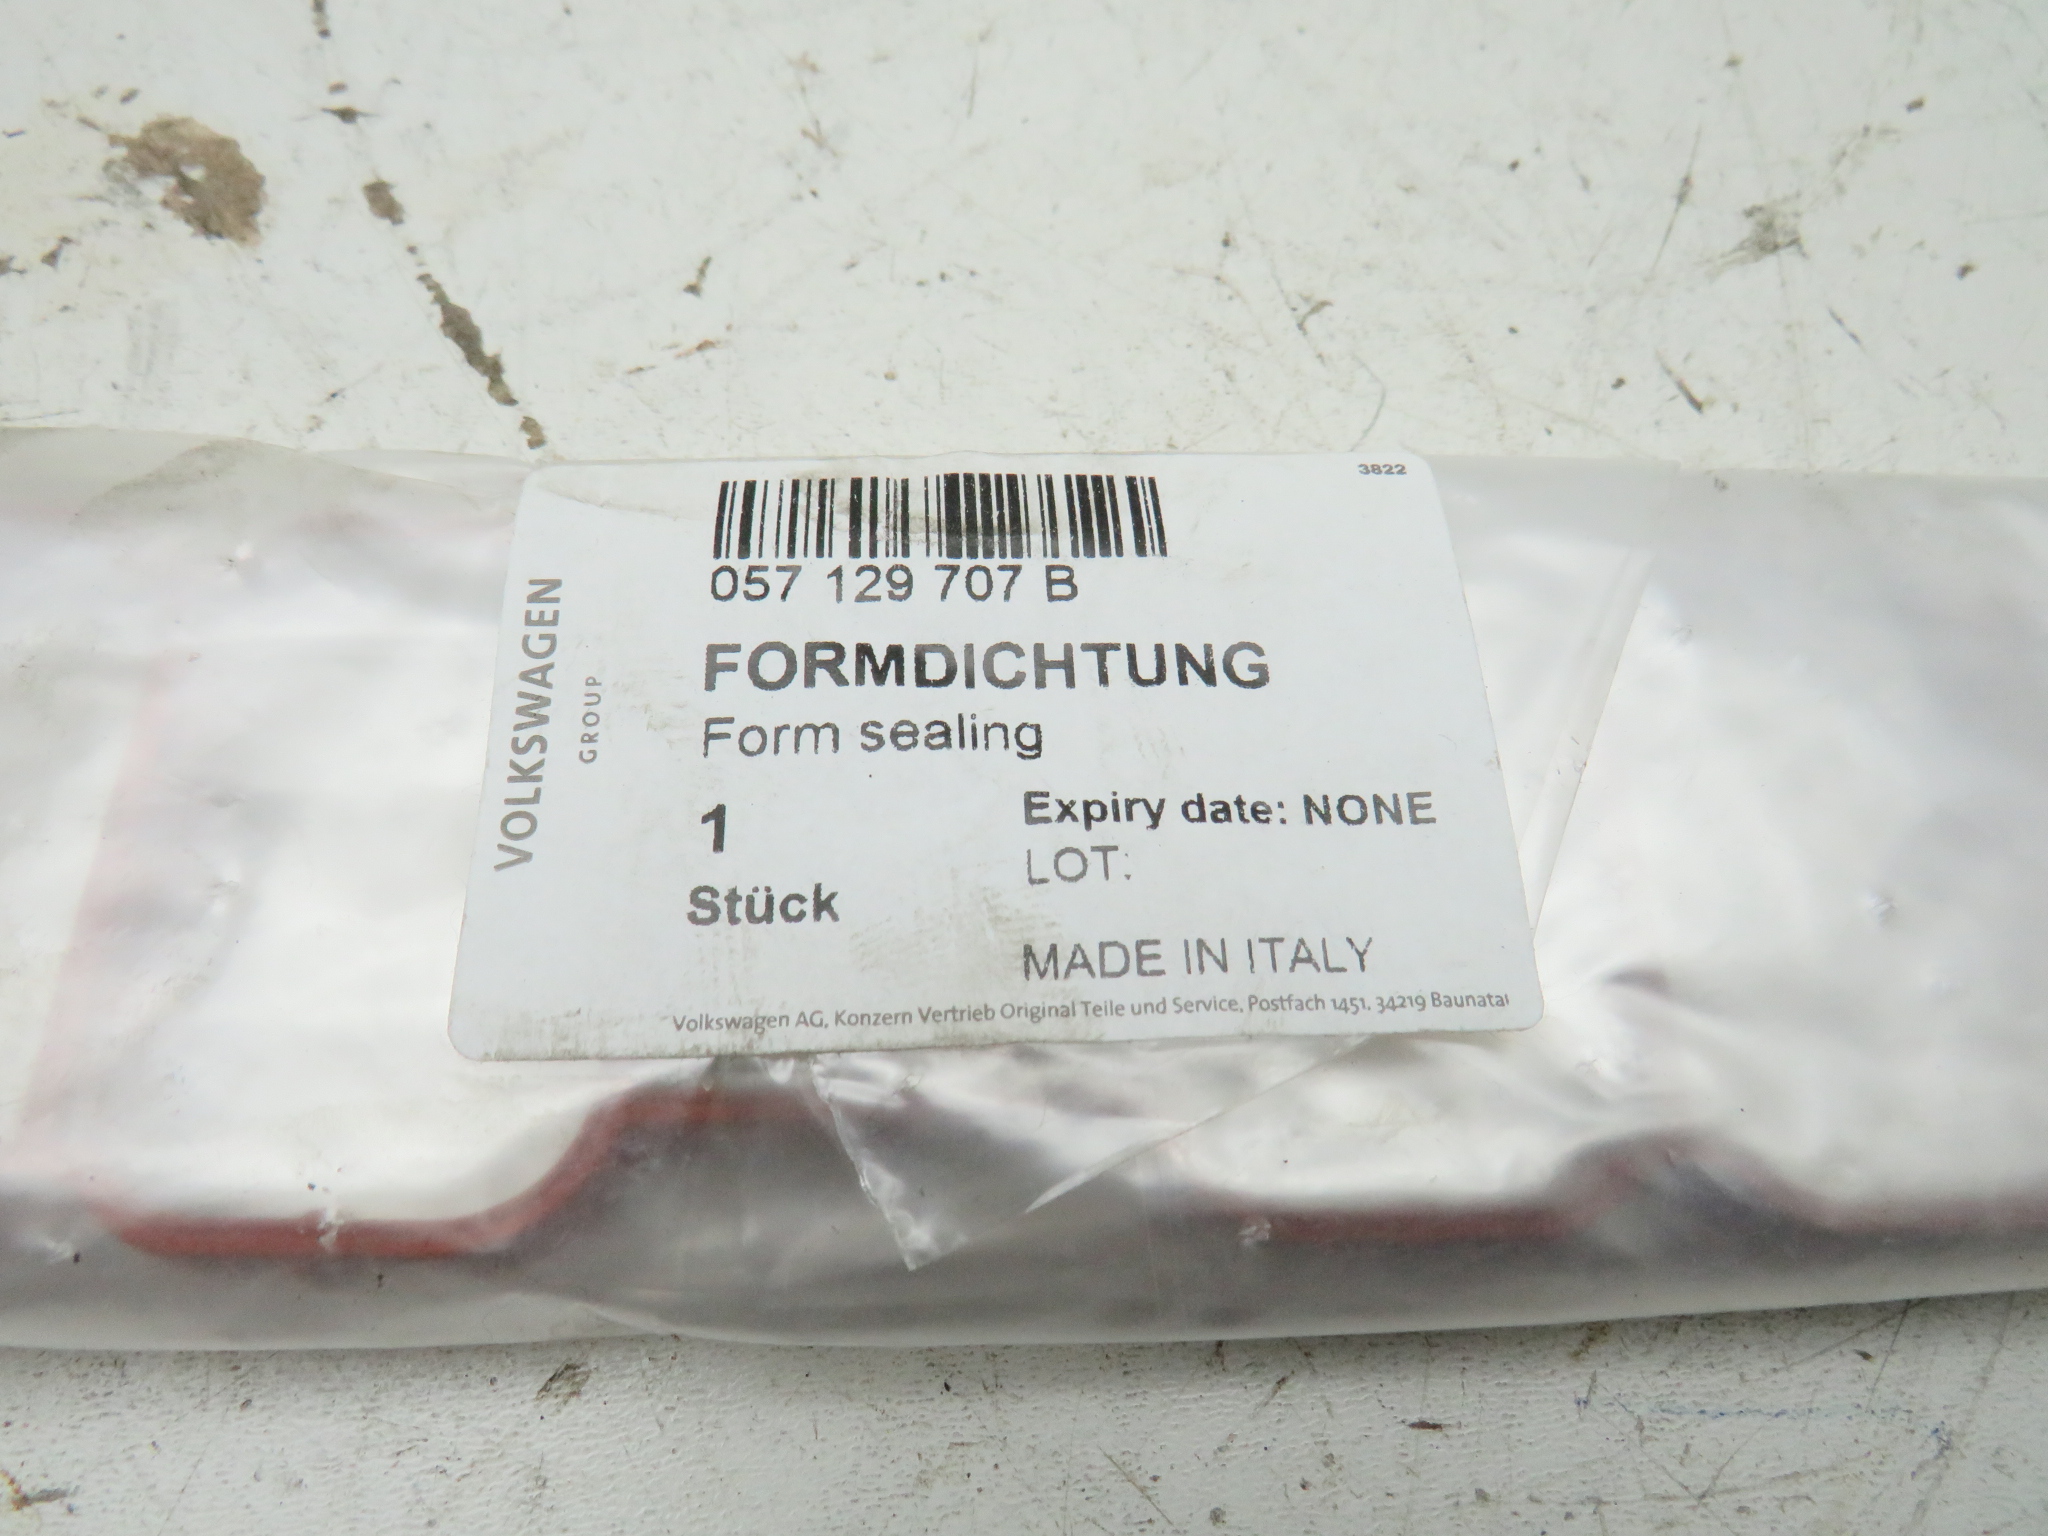 3822
057 129 707 B
FORMDICHTUNG
Form sealing
1
Stück
Expiry date: NONE
LOT:
MADE IN ITALY
Volkswagen AG, Konzern Vertrieb Original Teile und Service, Postfach 1451, 34219 Baunatal
VOLKSWAGEN
GROUP